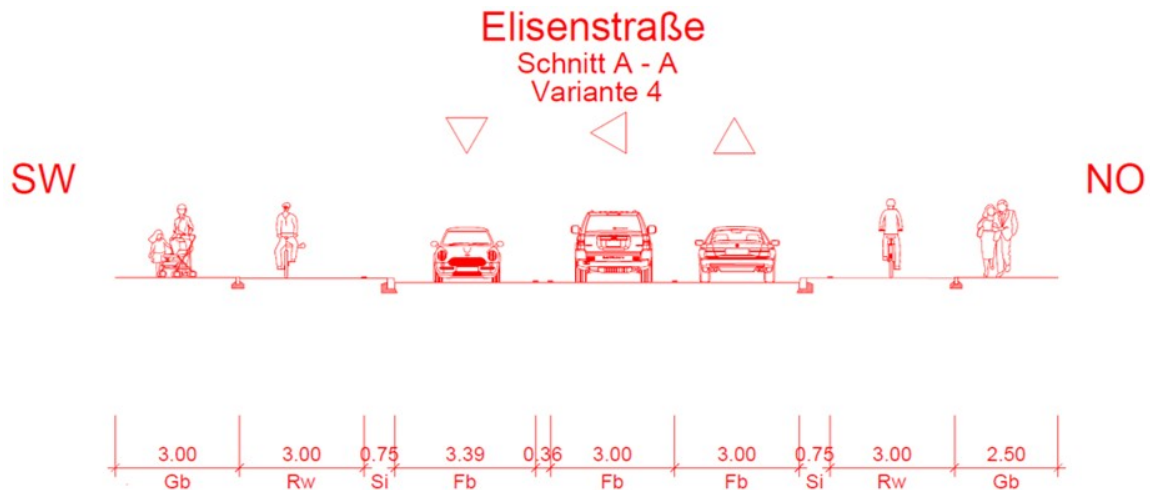 Elisenstraße
Schnitt A - A
Variante 4
SW
NO
3.00 3.00 0.75 3.39 0.36 3.00 3.00 0.75 3.00 2.50
Gb Rw Si Fb Fb Fb Si Rw Gb